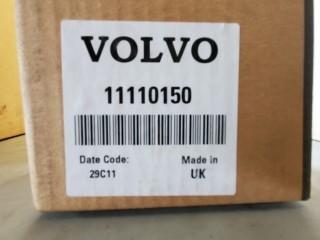 VOLVO
11110150
Date Code: Made in
29C11 UK